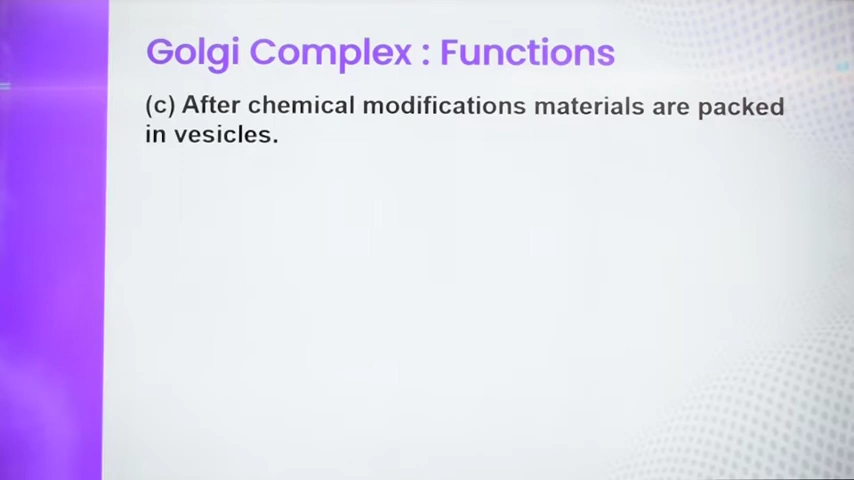 Golgi Complex : Functions
(c) After chemical modifications materials are packed
in vesicles.